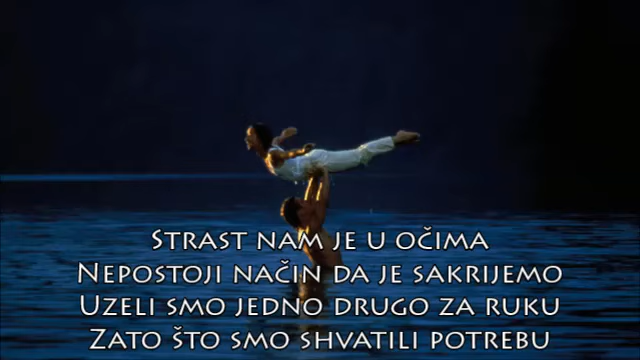 Strast nam je u očima
Nepostoji način da je sakrijemo
Uzeli smo jedno drugo za ruku
Zato što smo shvatili potrebu